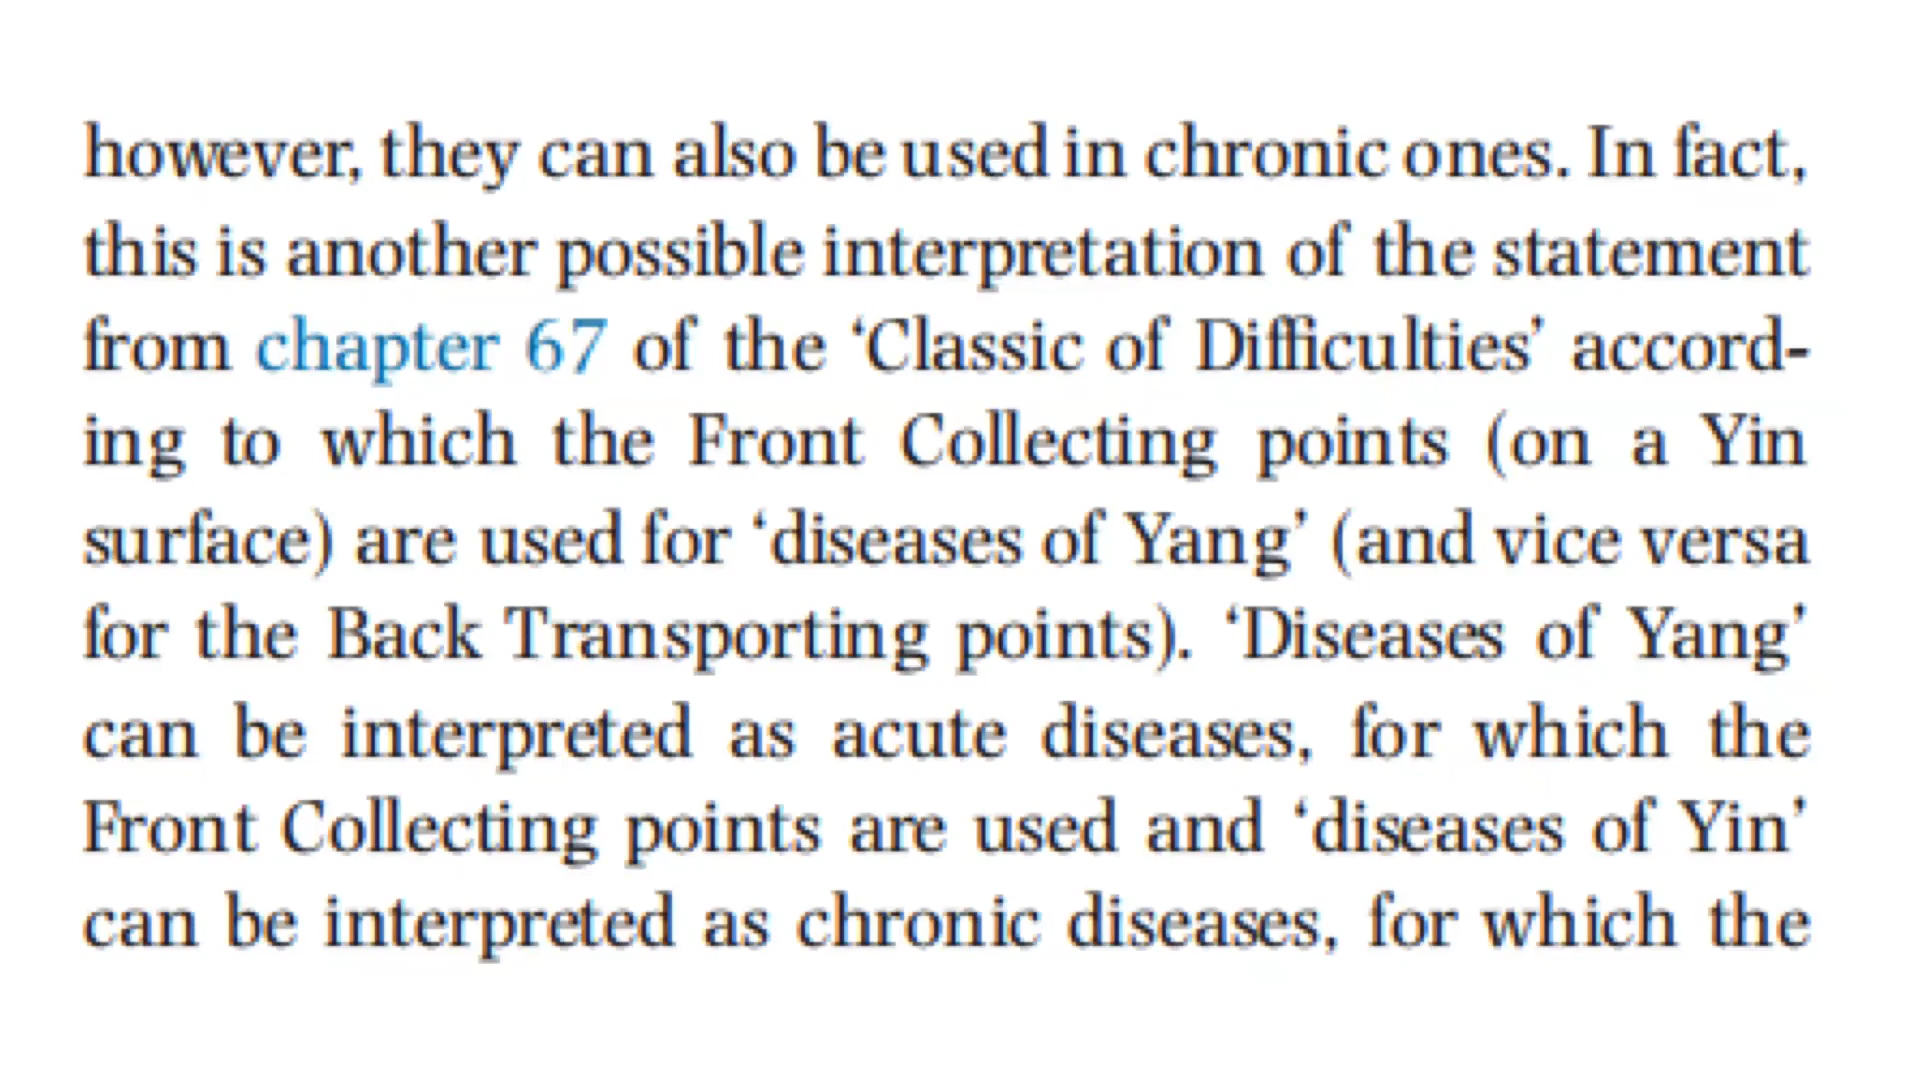 however, they can also be used in chronic ones. In fact,
this is another possible interpretation of the statement
from chapter 67 of the ‘Classic of Difficulties’ accord-
ing to which the Front Collecting points (on a Yin
surface) are used for ‘diseases of Yang’ (and vice versa
for the Back Transporting points). ‘Diseases of Yang’
can be interpreted as acute diseases, for which the
Front Collecting points are used and ‘diseases of Yin’
can be interpreted as chronic diseases, for which the